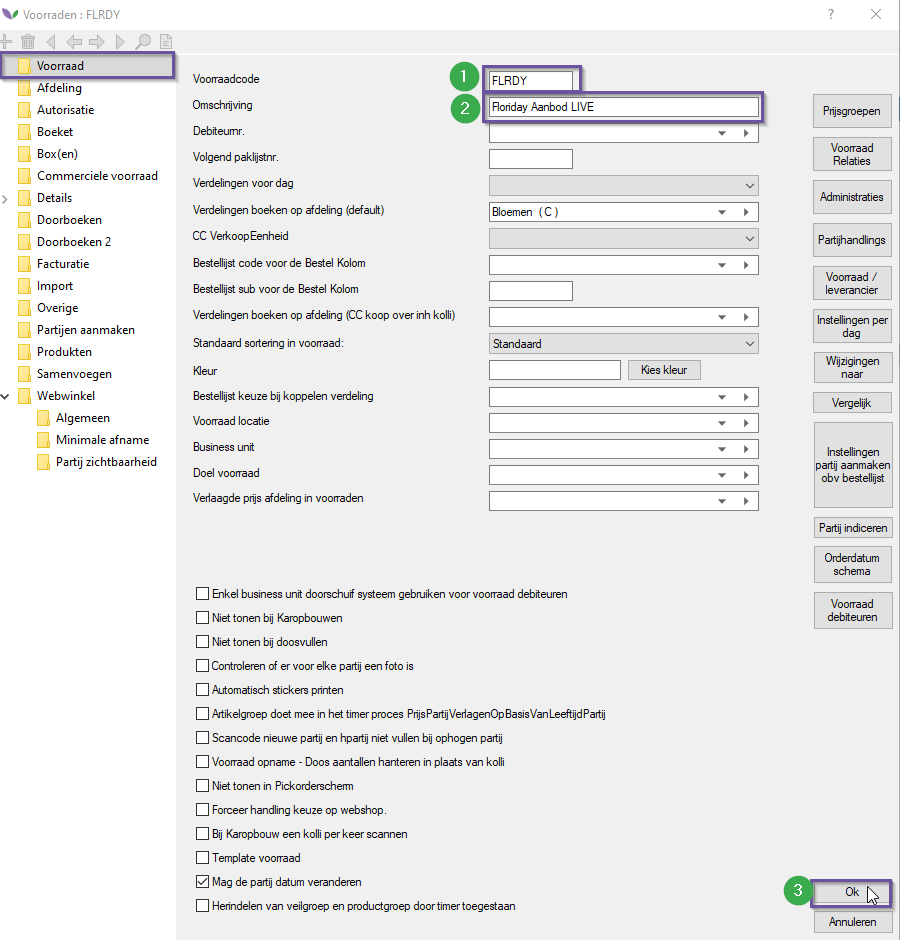 Voorraden : FLRDY
?
Voorraad
Afdeling
Autorisatie
Boeket
Box(en)
Commerciele voorraad
Details
Doorboeken
Doorboeken 2
Facturatie
Import
Overige
Partijen aanmaken
Produkten
Samenvoegen
Webwinkel
Algemeen
Minimale afname
Partij zichtbaarheid
Voorraadcode
1
FLRDY
Omschrijving
2
Floriday Aanbod LIVE
Debiteurnr.
Volgend paklijstnr.
Verdelingen voor dag
Verdelingen boeken op afdeling (default)
Bloemen ( C )
CC VerkoopEenheid
Bestellijst code voor de Bestel Kolom
Bestellijst sub voor de Bestel Kolom
Verdelingen boeken op afdeling (CC koop over inh kolli)
Standaard sortering in voorraad:
Standaard
Kleur
Kies kleur
Bestellijst keuze bij koppelen verdeling
Voorraad locatie
Business unit
Doel voorraad
Verlaagde prijs afdeling in voorraden
Enkel business unit doorschuif systeem gebruiken voor voorraad debiteuren
Niet tonen bij Karopbouwen
Niet tonen bij doosvullen
Controleren of er voor elke partij een foto is
Automatisch stickers printen
Artikelgroep doet mee in het timer proces PrijsPartijVerlagenOpBasisVanLeeftijdPartij
Scancode nieuwe partij en hpartij niet vullen bij ophogen partij
Voorraad opname - Doos aantallen hanteren in plaats van kolli
Niet tonen in Pickorderscherm
Forceer handling keuze op webshop.
Bij Karopbouw een kolli per keer scannen
Template voorraad
Mag de partij datum veranderen
Herindelen van veilgroep en productgroep door timer toegestaan
Prijsgroepen
Voorraad
Relaties
Administraties
Partijhandlings
Voorraad /
leverancier
Instellingen per
dag
Wijzigingen
naar
Vergelijk
Instellingen
partij aanmaken
obv bestellijst
Partij indiceren
Orderdatum
schema
Voorraad
debiteuren
3
Ok
Annuleren